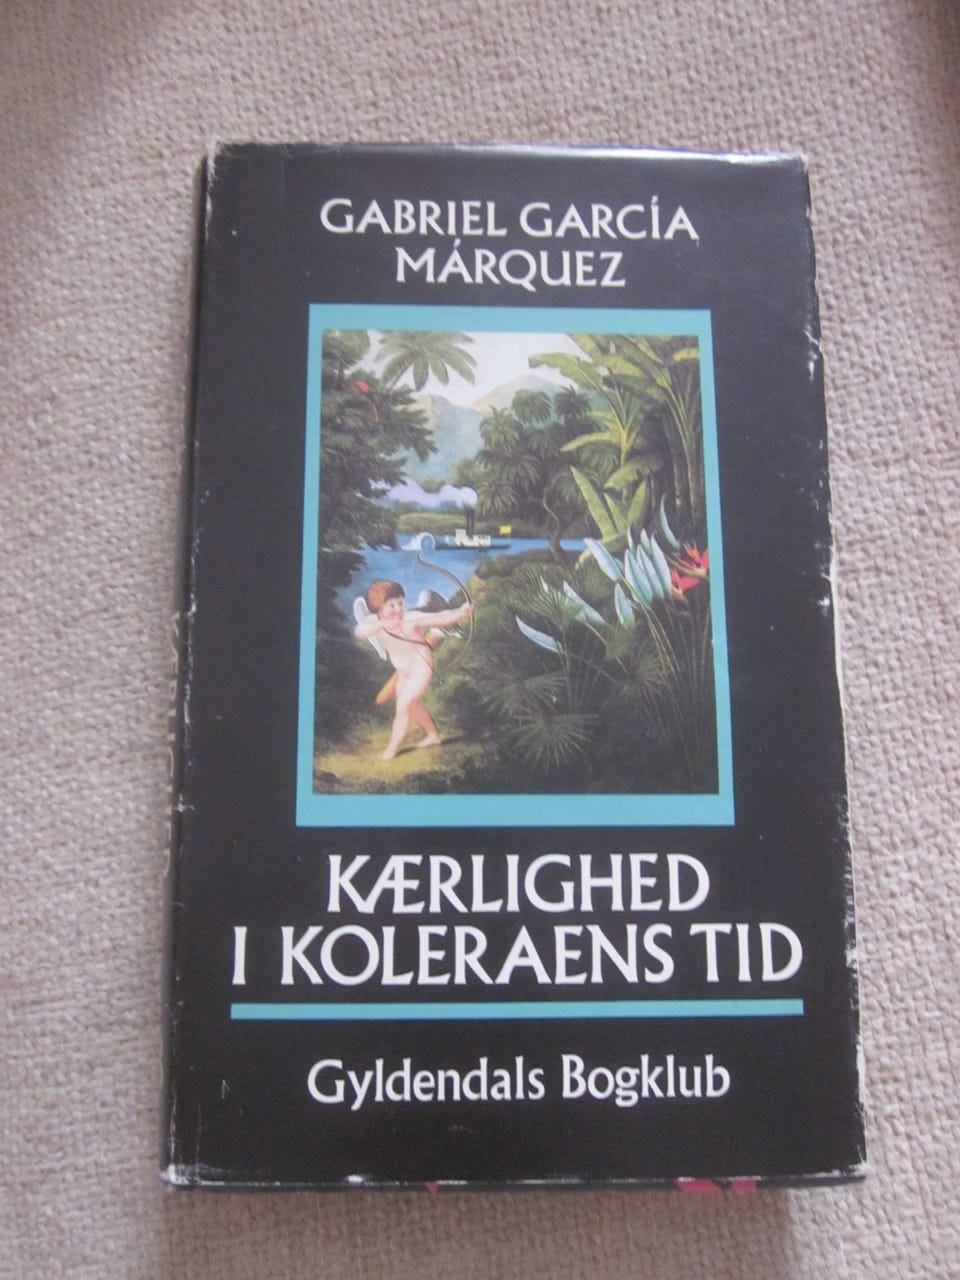 GABRIEL GARCÍA
MÁRQUEZ
KÆRLIGHED
I KOLERAENS TID
Gyldendals Bogklub